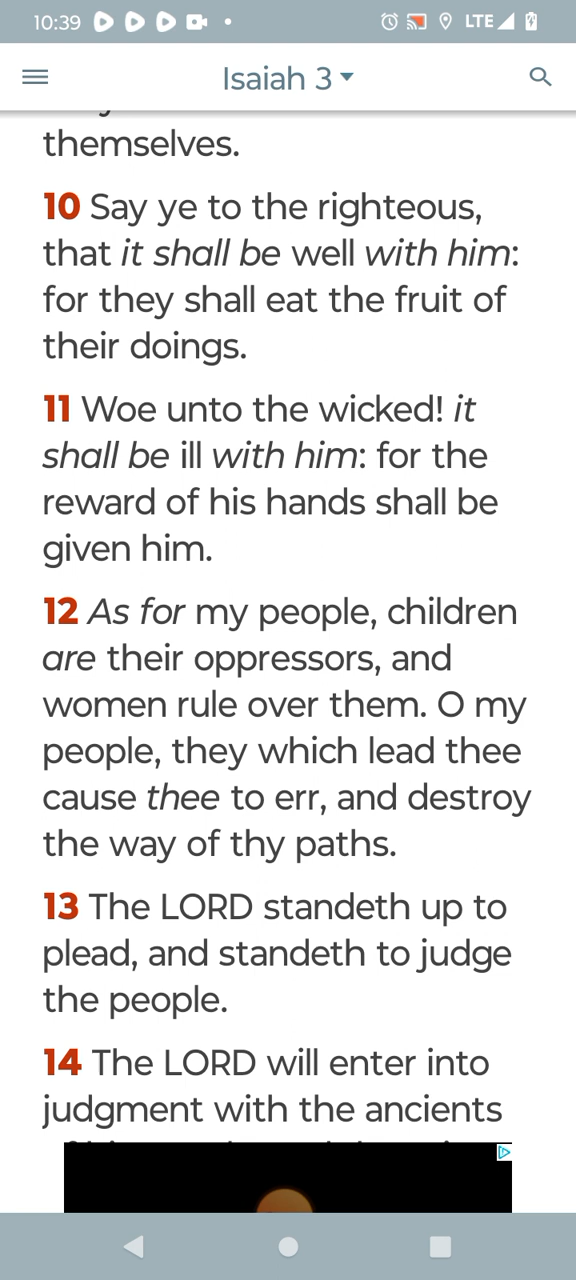 10:39
LTE
Isaiah 3
themselves.
10 Say ye to the righteous,
that it shall be well with him:
for they shall eat the fruit of
their doings.
11 Woe unto the wicked! it
shall be ill with him: for the
reward of his hands shall be
given him.
12 As for my people, children
are their oppressors, and
women rule over them. O my
people, they which lead thee
cause thee to err, and destroy
the way of thy paths.
13 The LORD standeth up to
plead, and standeth to judge
the people.
14 The LORD will enter into
judgment with the ancients